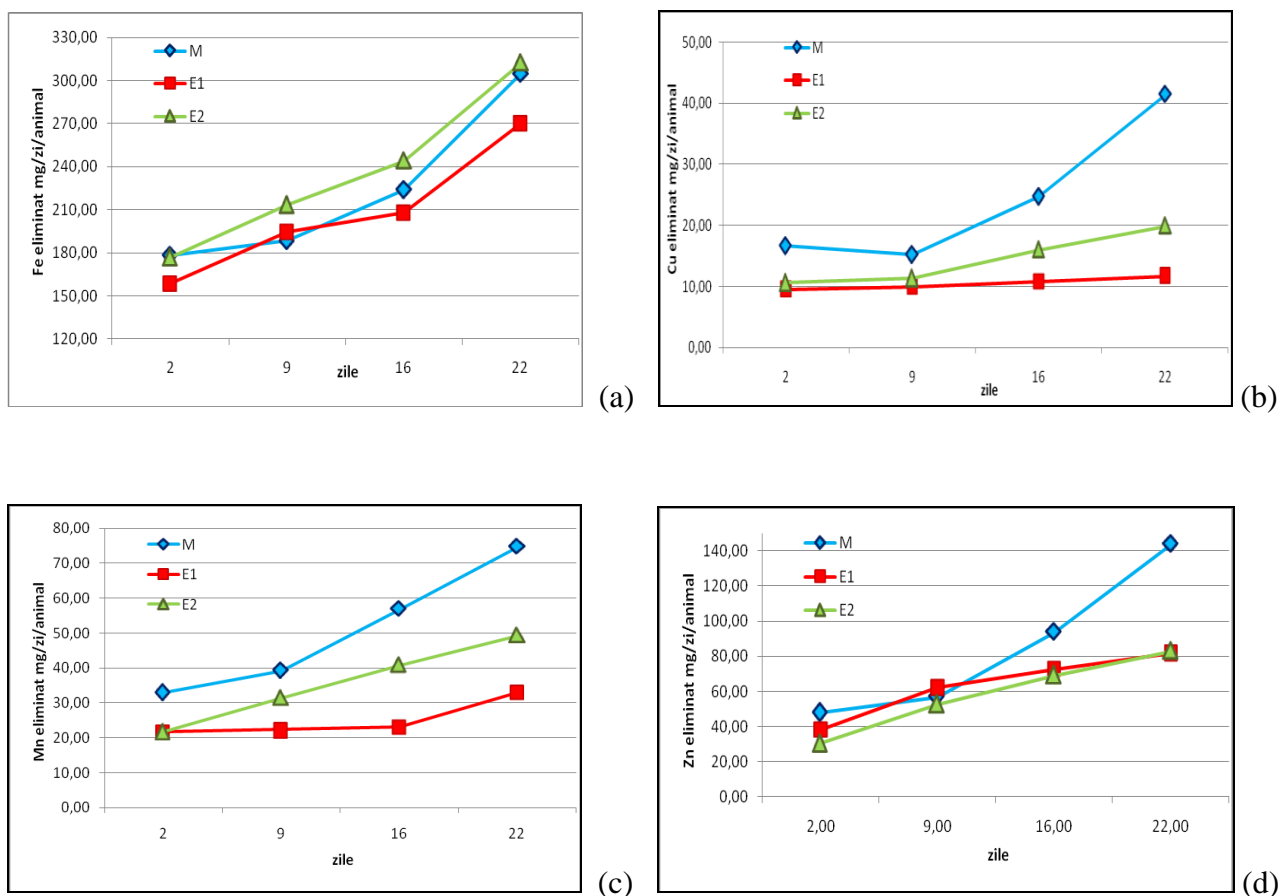 Fe eliminat mg/zi/animal
330,00
300,00
270,00
240,00
210,00
180,00
150,00
120,00
M
E1
E2
2
9
16
22
zile
(a)
Cu eliminat mg/zi/animal
50,00
40,00
30,00
20,00
10,00
0,00
M
E1
E2
2
9
16
22
zile
(b)
Mn eliminat mg/zi/animal
80,00
70,00
60,00
50,00
40,00
30,00
20,00
10,00
0,00
M
E1
E2
2
9
16
22
zile
(c)
Zn eliminat mg/zi/animal
140,00
120,00
100,00
80,00
60,00
40,00
20,00
0,00
M
E1
E2
2,00
9,00
16,00
22,00
zile
(d)